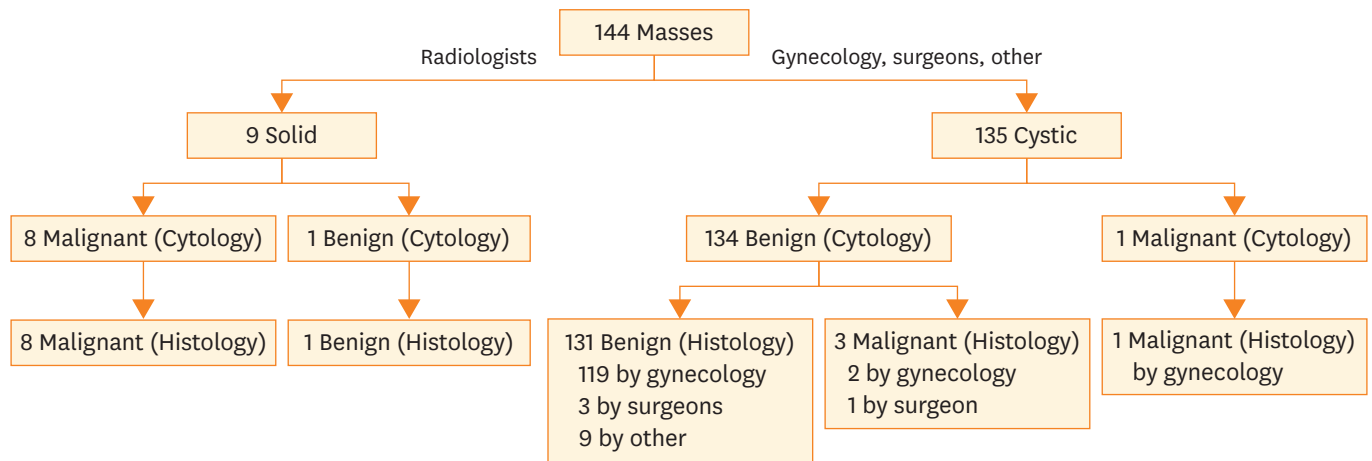 144 Masses
Radiologists
Gynecology, surgeons, other
9 Solid
135 Cystic
8 Malignant (Cytology)
1 Benign (Cytology)
134 Benign (Cytology)
1 Malignant (Cytology)
8 Malignant (Histology)
1 Benign (Histology)
131 Benign (Histology)
119 by gynecology
3 by surgeons
9 by other
3 Malignant (Histology)
2 by gynecology
1 by surgeon
1 Malignant (Histology)
by gynecology